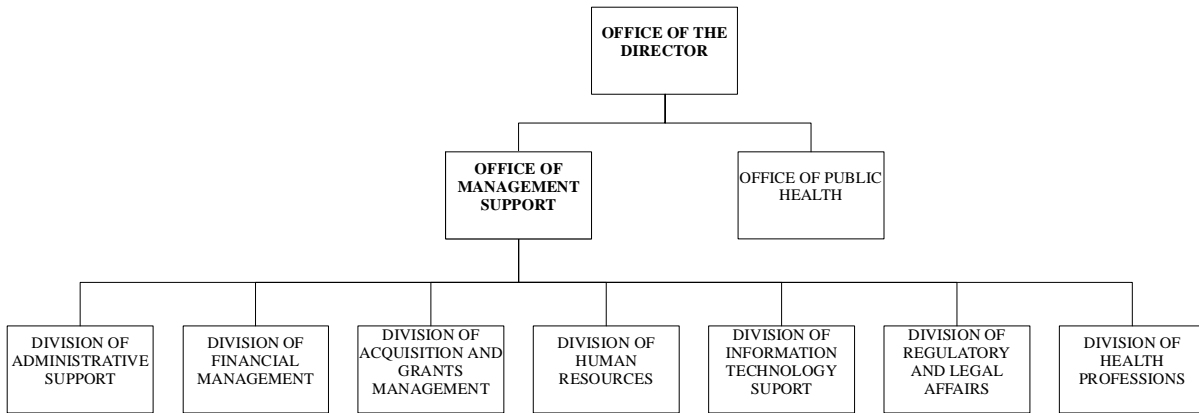 OFFICE OF THE
DIRECTOR
OFFICE OF
MANAGEMENT
SUPPORT
OFFICE OF PUBLIC
HEALTH
DIVISION OF
ADMINISTRATIVE
SUPPORT
DIVISION OF
FINANCIAL
MANAGEMENT
DIVISION OF
ACQUISITION AND
GRANTS
MANAGEMENT
DIVISION OF
HUMAN
RESOURCES
DIVISION OF
INFORMATION
TECHNOLOGY
SUPORT
DIVISION OF
REGULATORY
AND LEGAL
AFFAIRS
DIVISION OF
HEALTH
PROFESSIONS